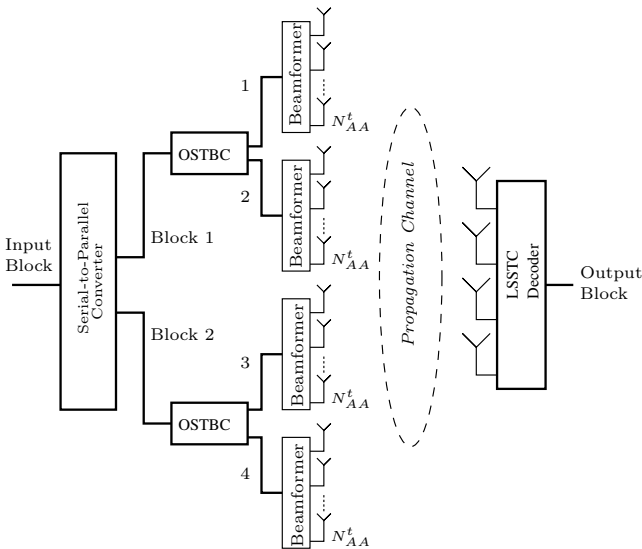 Input
Block
Serial-to-Parallel
Converter
Block 1
Block 2
OSTBC
OSTBC
1
Beamformer
N^t_{AA}
2
Beamformer
N^t_{AA}
3
Beamformer
N^t_{AA}
4
Beamformer
N^t_{AA}
Propagation Channel
LSSTC
Decoder
Output
Block